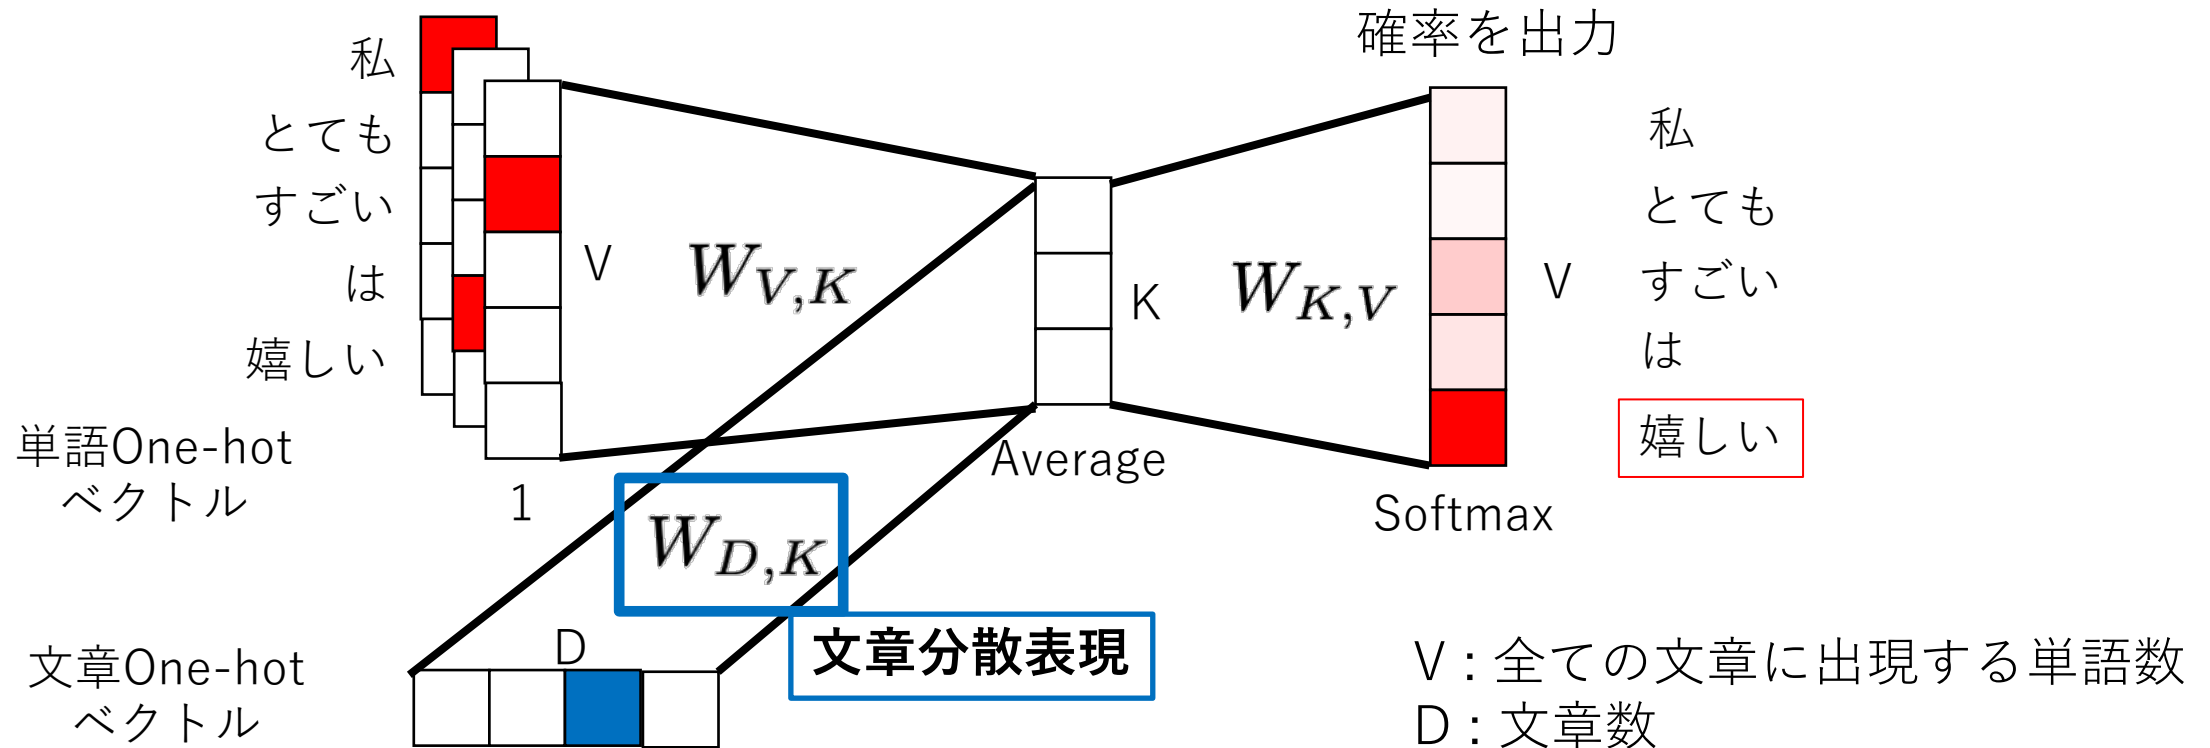 確率を出力
私
とても
すごい
は
嬉しい
V
W_{V,K}
K
W_{K,V}
V
私
とても
すごい
は
嬉しい
単語One-hot
ベクトル
1
Average
Softmax
W_{D,K}
D
文章分散表現
文章One-hot
ベクトル
V：全ての文章に出現する単語数
D：文章数